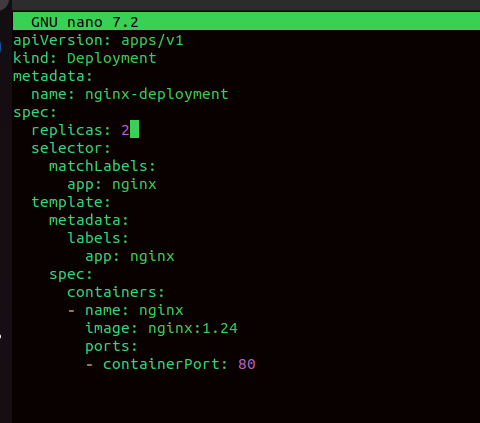 GNU nano 7.2
apiVersion: apps/v1
kind: Deployment
metadata:
  name: nginx-deployment
spec:
  replicas: 2
  selector:
    matchLabels:
      app: nginx
  template:
    metadata:
      labels:
        app: nginx
    spec:
      containers:
      - name: nginx
        image: nginx:1.24
        ports:
        - containerPort: 80